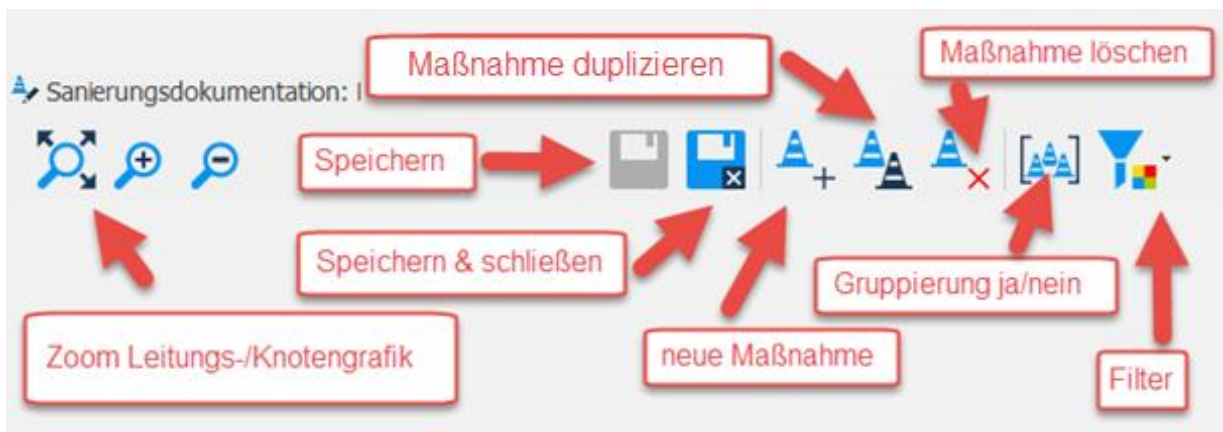 Maßnahme duplizieren
Maßnahme löschen
Sanierungsdokumentation:
Speichern
Speichern & schließen
Gruppierung ja/nein
Zoom Leitungs-/Knotengrafik
neue Maßnahme
Filter